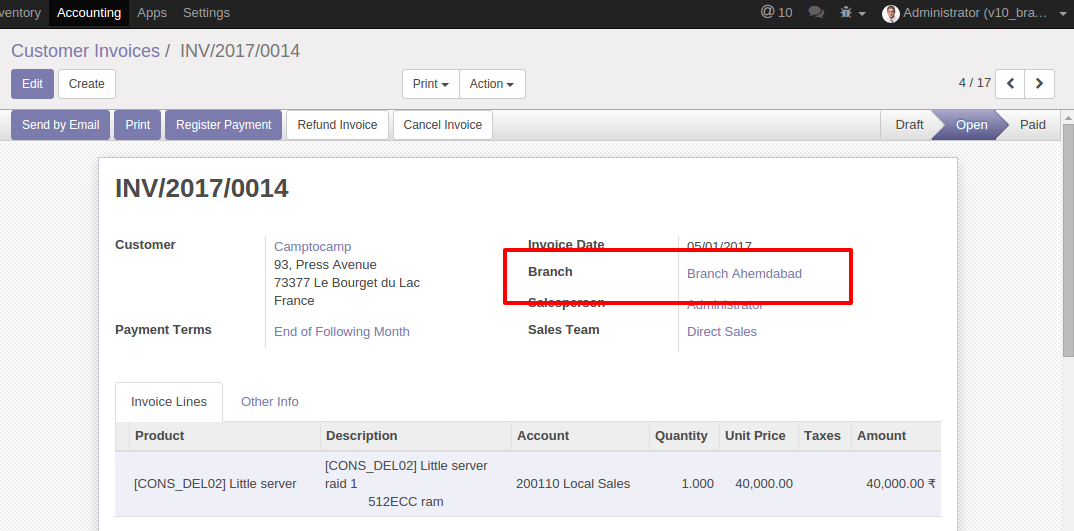 ventory Accounting Apps Settings @ 10 Administrator (v10_bra...
Customer Invoices / INV/2017/0014
Edit Create Print Action 4 / 17
Send by Email Print Register Payment Refund Invoice Cancel Invoice Draft Open Paid
INV/2017/0014
Customer Camptocamp
93, Press Avenue
73377 Le Bourget du Lac
France
Payment Terms End of Following Month
Invoice Date 05/01/2017
Branch Branch Ahemdabad
Salesperson Administrator
Sales Team Direct Sales
Invoice Lines Other Info
Product Description Account Quantity Unit Price Taxes Amount
[CONS_DEL02] Little server [CONS_DEL02] Little server raid 1 512ECC ram 200110 Local Sales 1.000 40,000.00 40,000.00 ₹